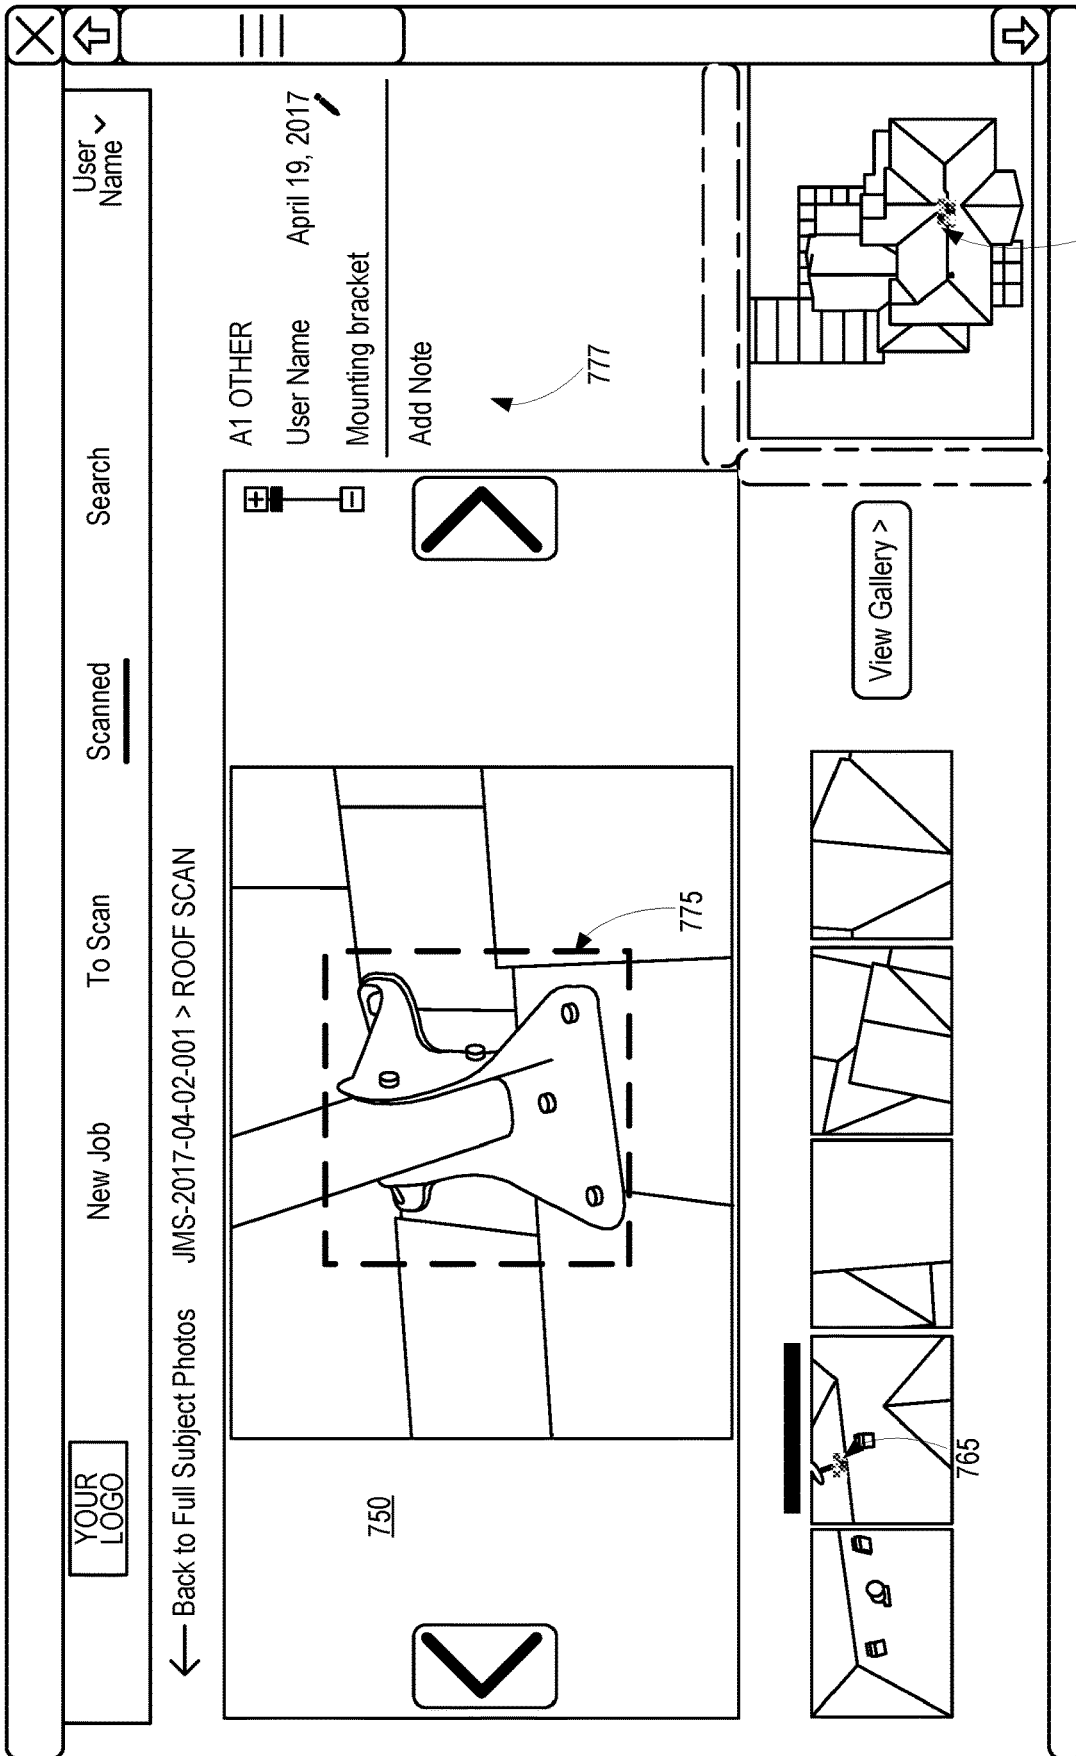 YOUR
LOGO
New Job
To Scan
Scanned
Search
User
Name
Back to Full Subject Photos
JMS-2017-04-02-001 > ROOF SCAN
750
775
A1 OTHER
User Name
April 19, 2017
Mounting bracket
Add Note
777
765
View Gallery >